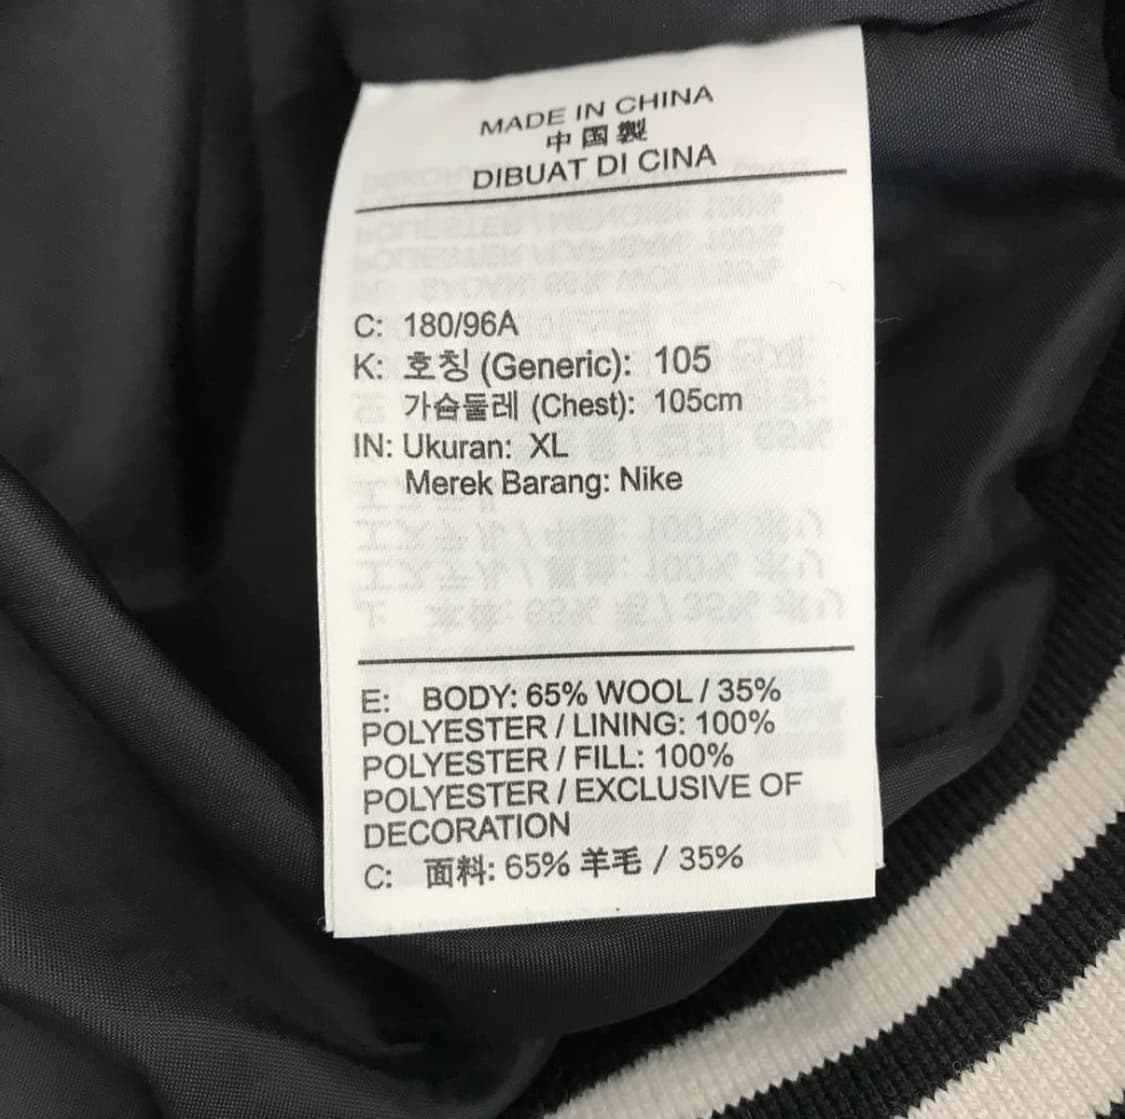 MADE IN CHINA
中国製
DIBUAT DI CINA
C: 180/96A
K: 호칭 (Generic): 105
가슴둘레 (Chest): 105cm
IN: Ukuran: XL
Merek Barang: Nike
E: BODY: 65% WOOL / 35%
POLYESTER / LINING: 100%
POLYESTER / FILL: 100%
POLYESTER / EXCLUSIVE OF
DECORATION
C: 面料: 65% 羊毛 / 35%